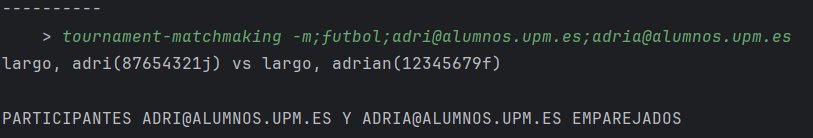 ----------
> tournament-matchmaking -m;futbol;adri@alumnos.upm.es;adria@alumnos.upm.es
largo, adri(87654321j) vs largo, adrian(12345679f)
PARTICIPANTES ADRI@ALUMNOS.UPM.ES Y ADRIA@ALUMNOS.UPM.ES EMPAREJADOS